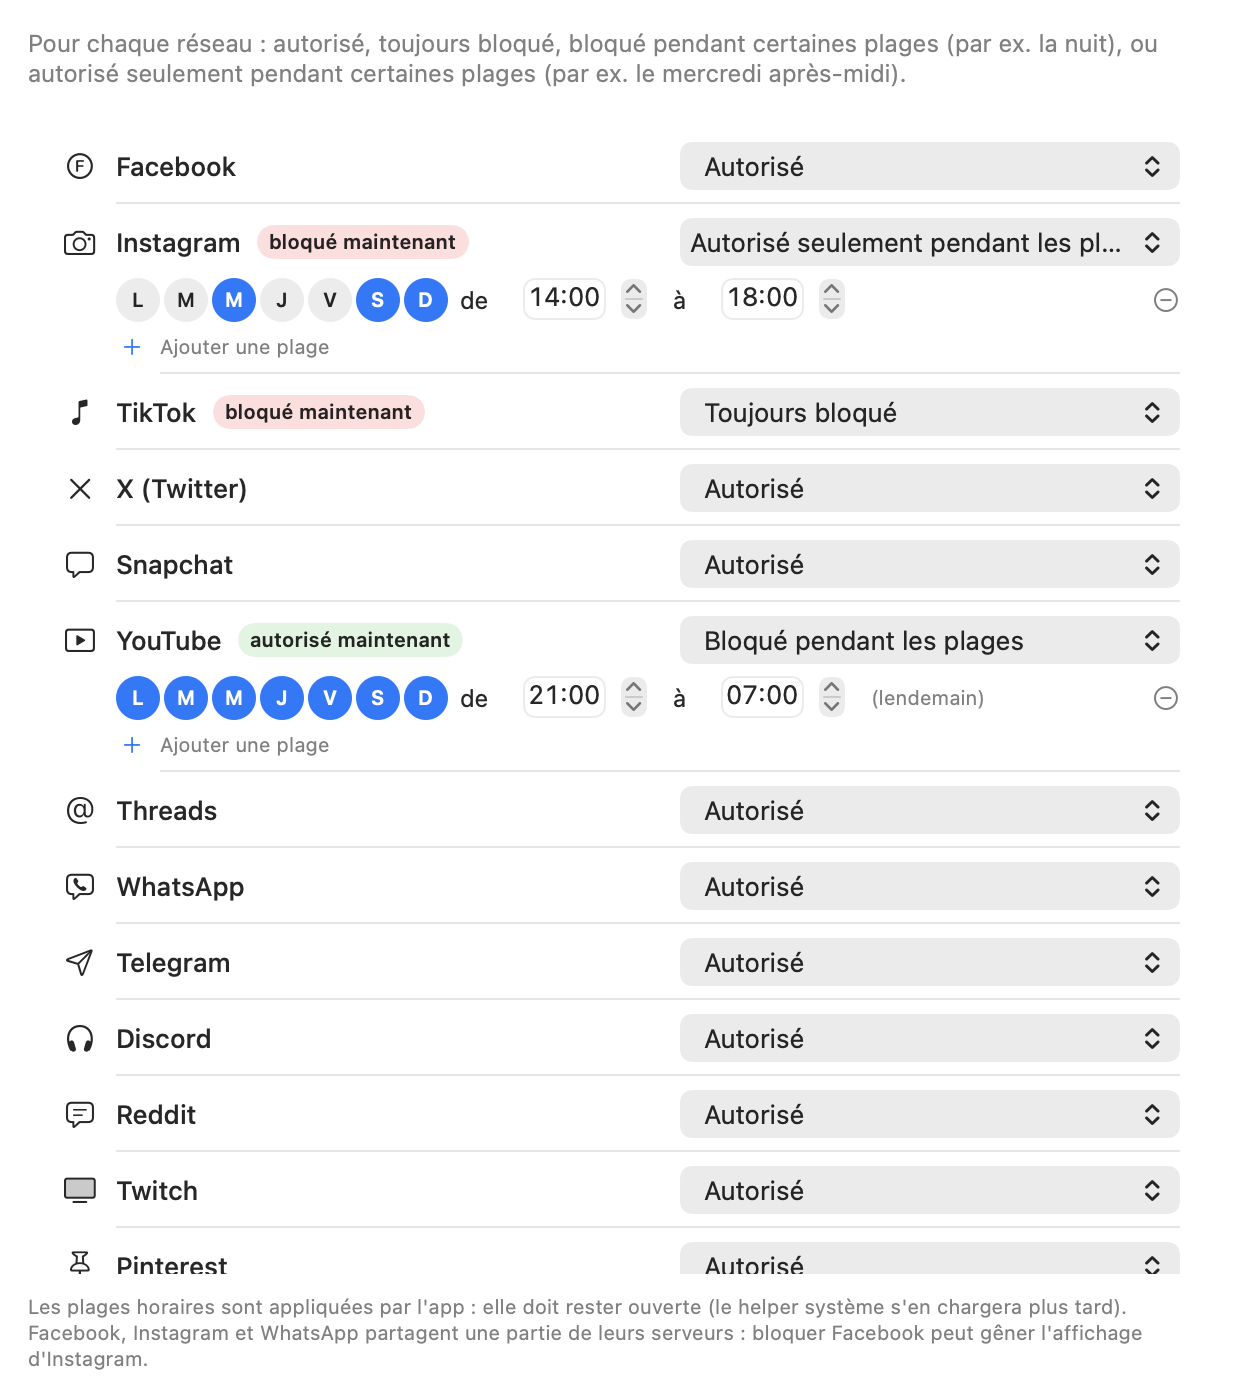 Pour chaque réseau : autorisé, toujours bloqué, bloqué pendant certaines plages (par ex. la nuit), ou
autorisé seulement pendant certaines plages (par ex. le mercredi après-midi).
Facebook Autorisé
Instagram bloqué maintenant Autorisé seulement pendant les pl...
L M M J V S D de 14:00 à 18:00
+ Ajouter une plage
TikTok bloqué maintenant Toujours bloqué
X (Twitter) Autorisé
Snapchat Autorisé
YouTube autorisé maintenant Bloqué pendant les plages
L M M J V S D de 21:00 à 07:00 (lendemain)
+ Ajouter une plage
Threads Autorisé
WhatsApp Autorisé
Telegram Autorisé
Discord Autorisé
Reddit Autorisé
Twitch Autorisé
Pinterest Autorisé
Les plages horaires sont appliquées par l'app : elle doit rester ouverte (le helper système s'en chargera plus tard).
Facebook, Instagram et WhatsApp partagent une partie de leurs serveurs : bloquer Facebook peut gêner l'affichage
d'Instagram.